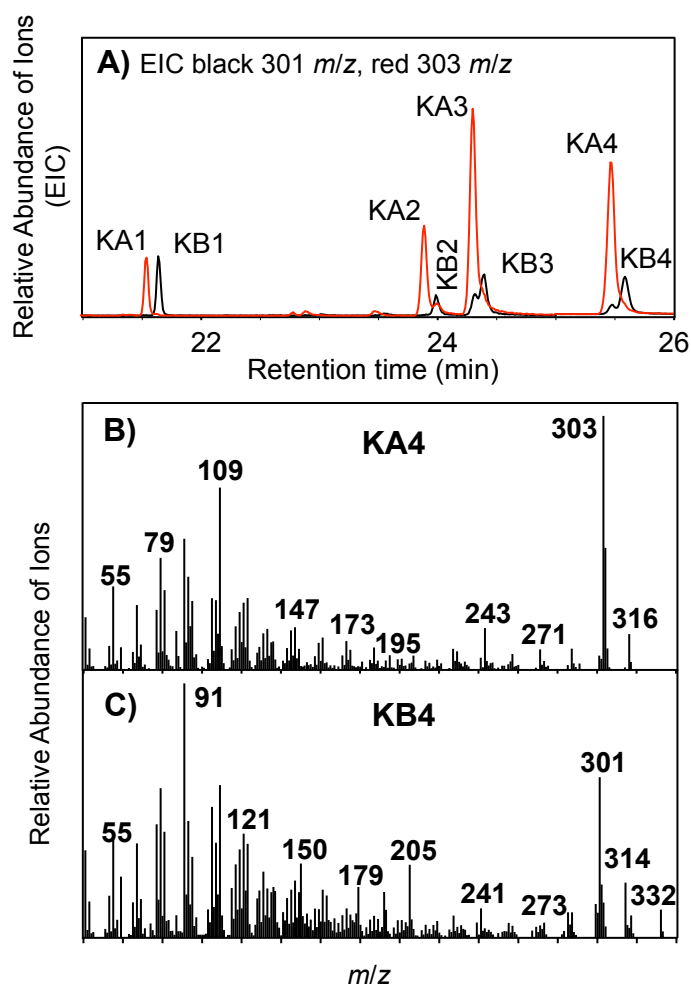 A) EIC black 301 m/z, red 303 m/z
Relative Abundance of Ions
(EIC)
KA1
KB1
KA2
KB2
KA3
KB3
KA4
KB4
22
24
26
Retention time (min)
B)
KA4
Relative Abundance of Ions
55
79
109
147
173
195
243
271
303
316
C)
KB4
55
91
121
150
179
205
241
273
301
314
332
m/z